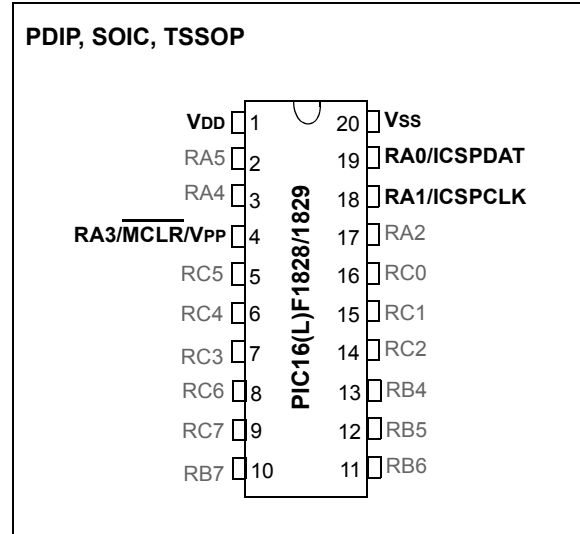 PDIP, SOIC, TSSOP
VDD 1 20 VSS
RA5 2 19 RA0/ICSPDAT
RA4 3 18 RA1/ICSPCLK
RA3/MCLR/VPP 4 17 RA2
RC5 5 16 RC0
RC4 6 15 RC1
RC3 7 14 RC2
RC6 8 13 RB4
RC7 9 12 RB5
RB7 10 11 RB6
PIC16(L)F1828/1829